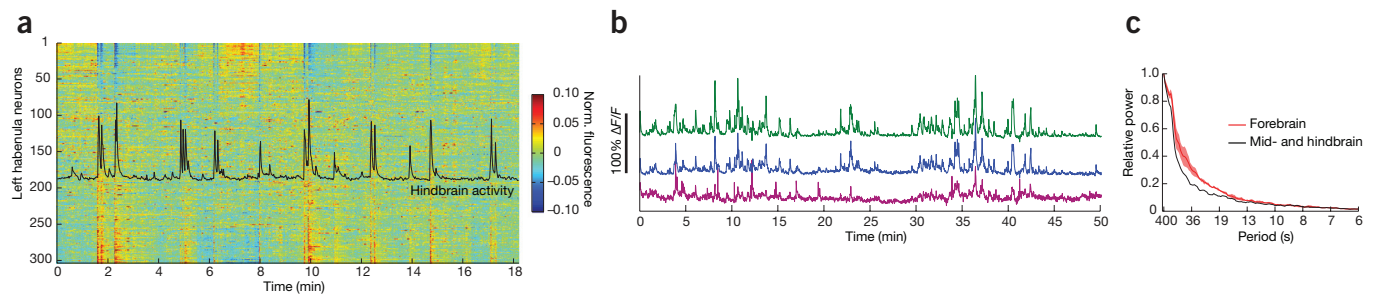 a
Left habenula neurons
1
50
100
150
200
250
300
Hindbrain activity
0 2 4 6 8 10 12 14 16 18
Time (min)
0.10
0.05
0
–0.05
–0.10
Norm. fluorescence
b
100% ΔF/F
0 5 10 15 20 25 30 35 40 45 50
Time (min)
c
Relative power
1.0
0.8
0.6
0.4
0.2
0
Forebrain
Mid- and hindbrain
400 36 19 13 10 8 7 6
Period (s)